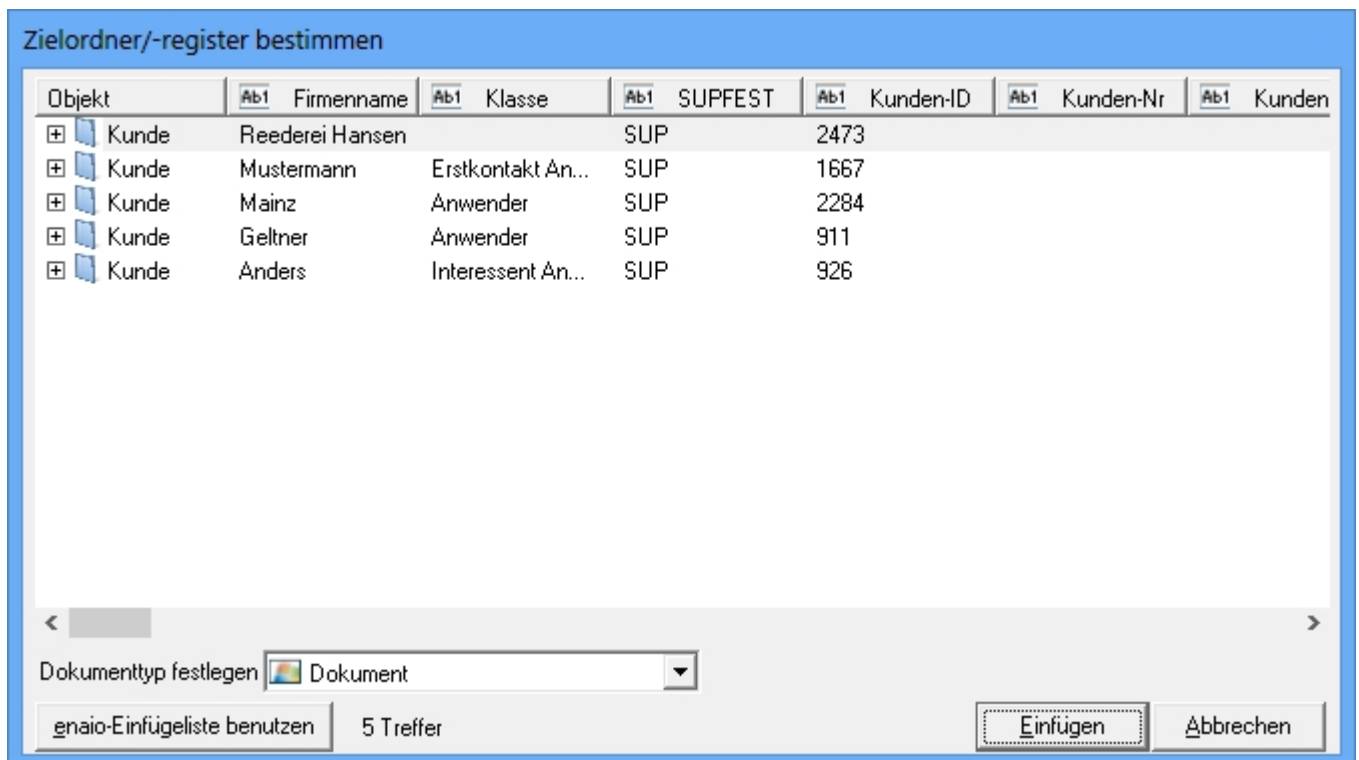 Zielordner/-register bestimmen
Objekt Ab1 Firmenname Ab1 Klasse Ab1 SUPFEST Ab1 Kunden-ID Ab1 Kunden-Nr Ab1 Kunden
Kunde Reederei Hansen SUP 2473
Kunde Mustermann Erstkontakt An... SUP 1667
Kunde Mainz Anwender SUP 2284
Kunde Geltner Anwender SUP 911
Kunde Anders Interessent An... SUP 926
Dokumenttyp festlegen Dokument
enaio-Einfügeliste benutzen 5 Treffer Einfügen Abbrechen